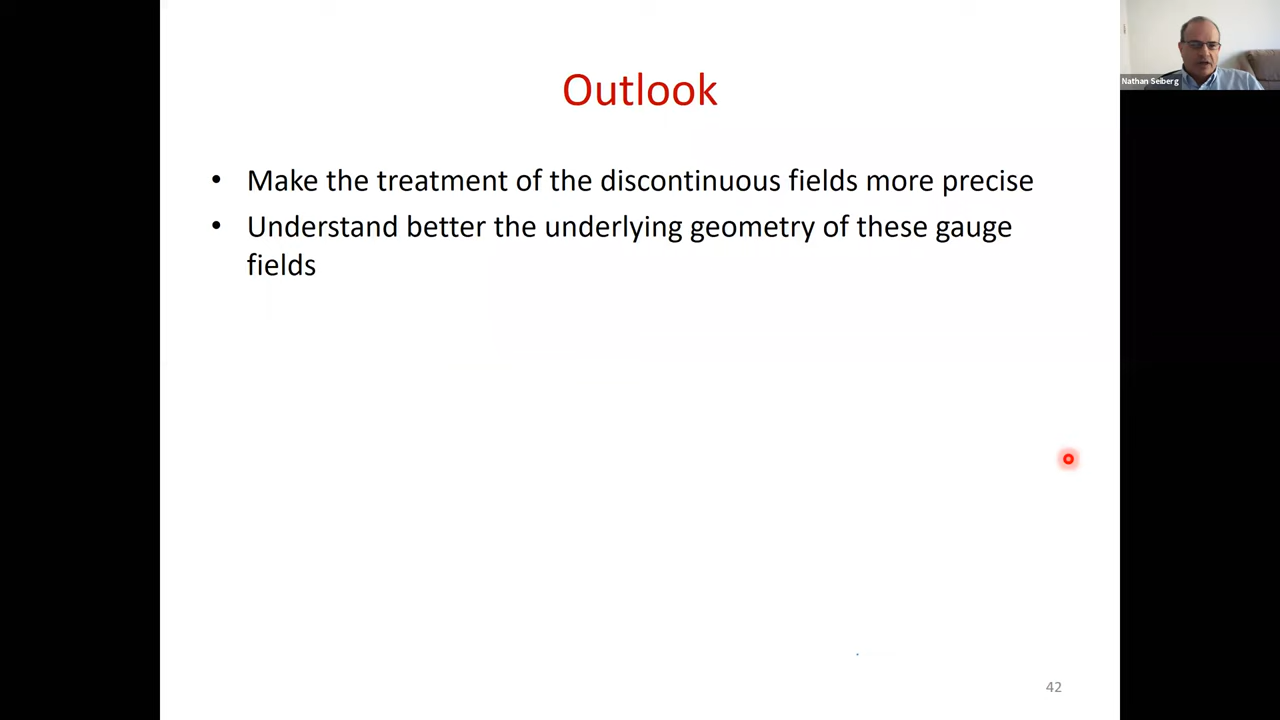 Nathan Seiberg
Outlook
• Make the treatment of the discontinuous fields more precise
• Understand better the underlying geometry of these gauge
fields
42